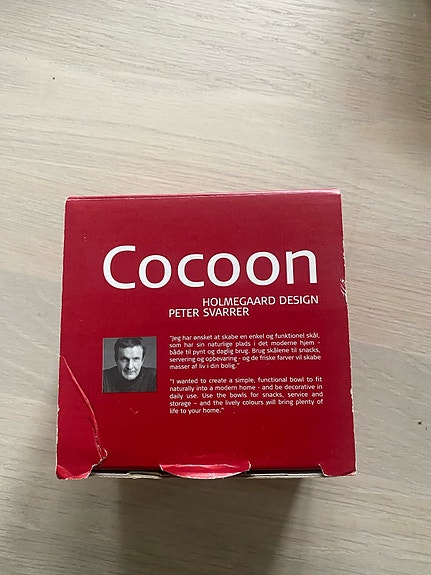 Cocoon
HOLMEGAARD DESIGN
PETER SVARRER
"Jeg har ønsket at skabe en enkel og funktionel skål,
som har sin naturlige plads i det moderne hjem -
både til pynt og daglig brug. Brug skålene til snacks,
servering og opbevaring - og de friske farver vil skabe
masser af liv i din bolig."
"I wanted to create a simple, functional bowl to fit
naturally into a modern home - and be decorative in
daily use. Use the bowls for snacks, service and
storage – and the lively colours will bring plenty of
life to your home."